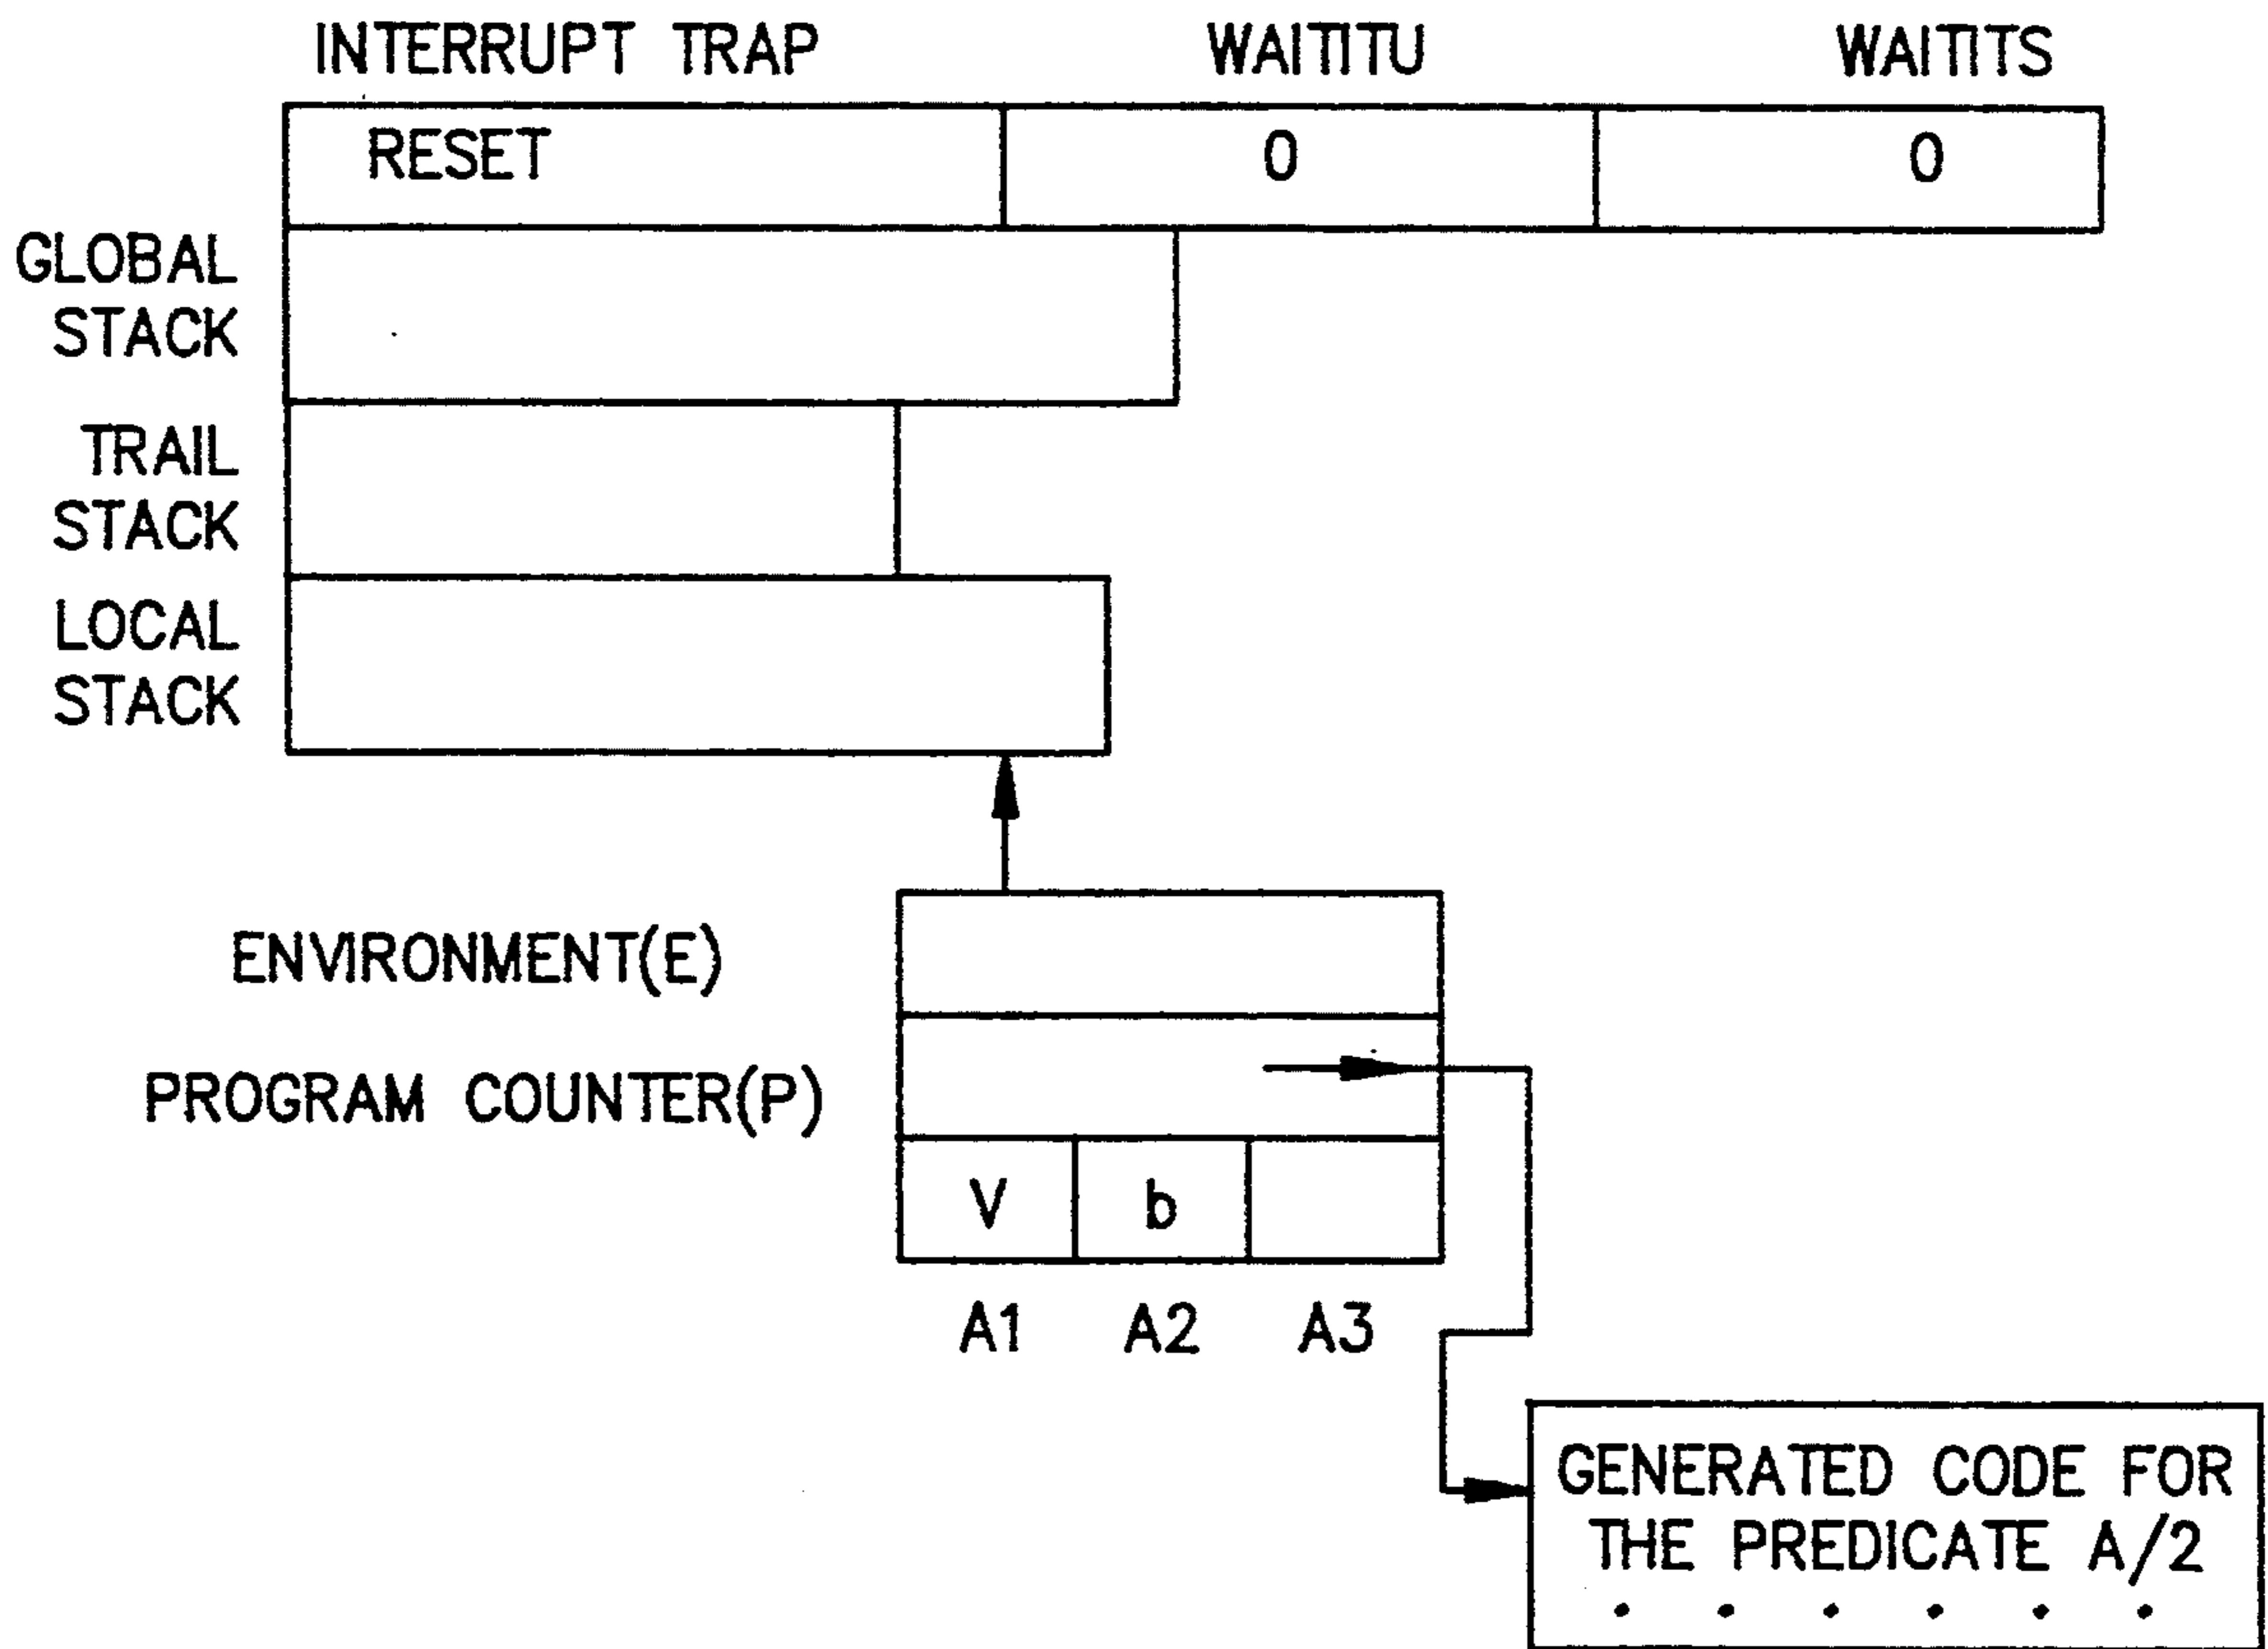 INTERRUPT TRAP WAITITU WAITITS
RESET 0 0
GLOBAL
STACK
TRAIL
STACK
LOCAL
STACK
ENVIRONMENT(E)
PROGRAM COUNTER(P)
V b
A1 A2 A3
GENERATED CODE FOR
THE PREDICATE A/2
. . . . . .